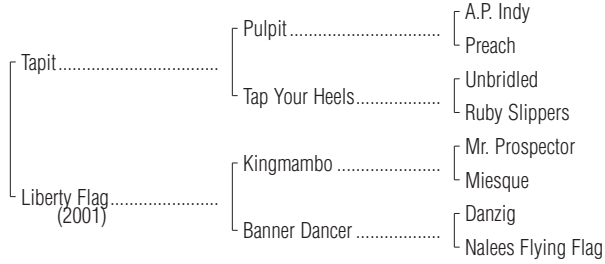 A.P. Indy
Pulpit
Preach
Tapit
Unbridled
Tap Your Heels
Ruby Slippers
Mr. Prospector
Kingmambo
Miesque
Liberty Flag
(2001)
Danzig
Banner Dancer
Nalees Flying Flag